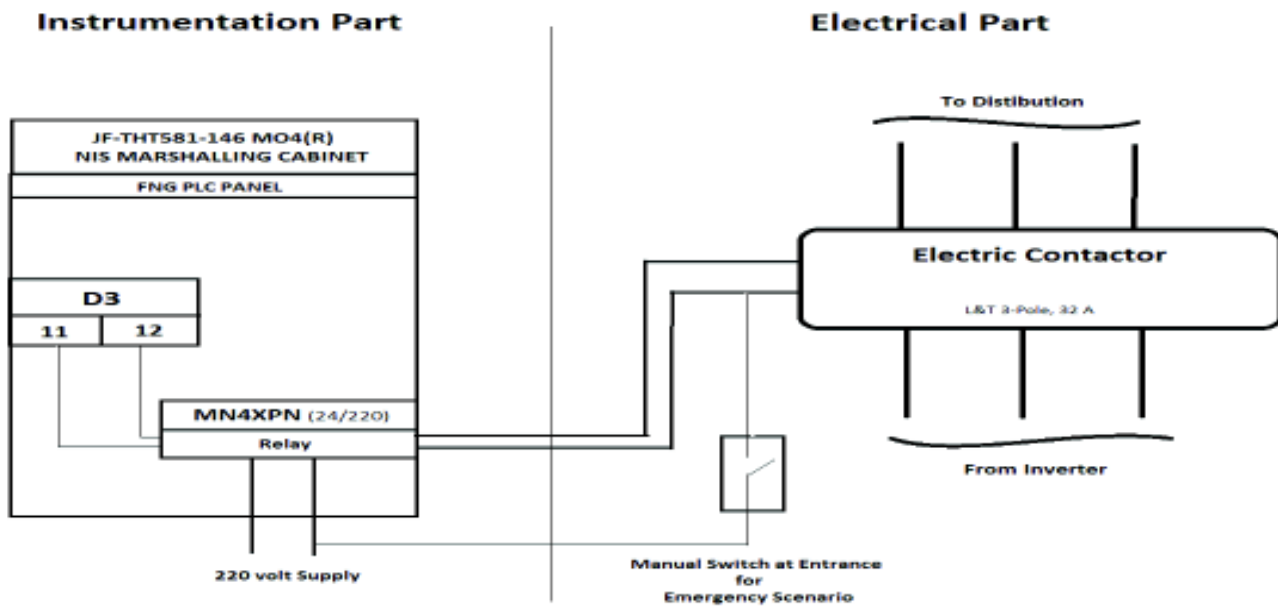 Instrumentation Part
Electrical Part
JF-THT581-146 MO4(R)
NIS MARSHALLING CABINET
FNG PLC PANEL
D3
11
12
MN4XPN (24/220)
Relay
220 volt Supply
To Distibution
Electric Contactor
L&T 3-Pole, 32 A
From Inverter
Manual Switch at Entrance
for
Emergency Scenario